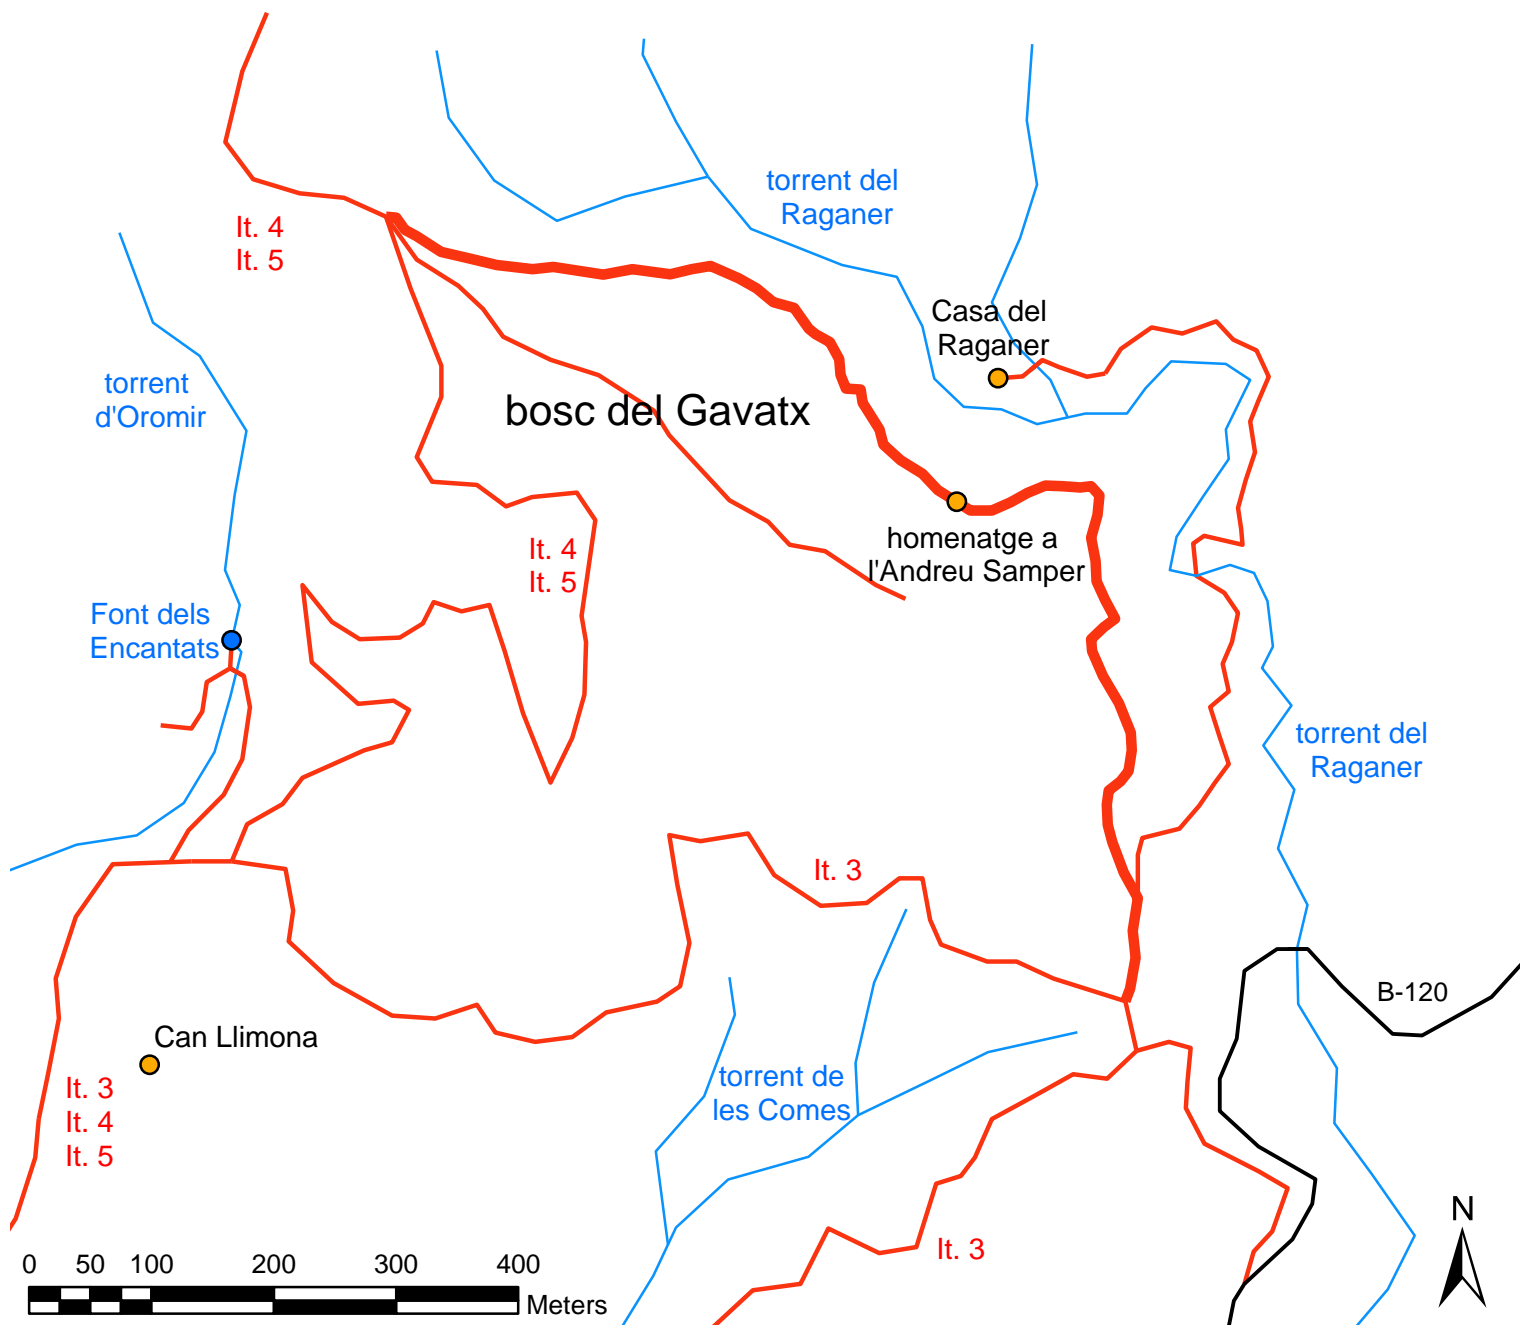 torrent del
Raganer
It. 4
It. 5
Casa del
Raganer
torrent
d'Oromir
bosc del Gavatx
It. 4
It. 5
homenatge a
l'Andreu Samper
Font dels
Encantats
torrent del
Raganer
It. 3
B-120
Can Llimona
It. 3
It. 4
It. 5
torrent de
les Comes
It. 3
N
0 50 100 200 300 400
Meters